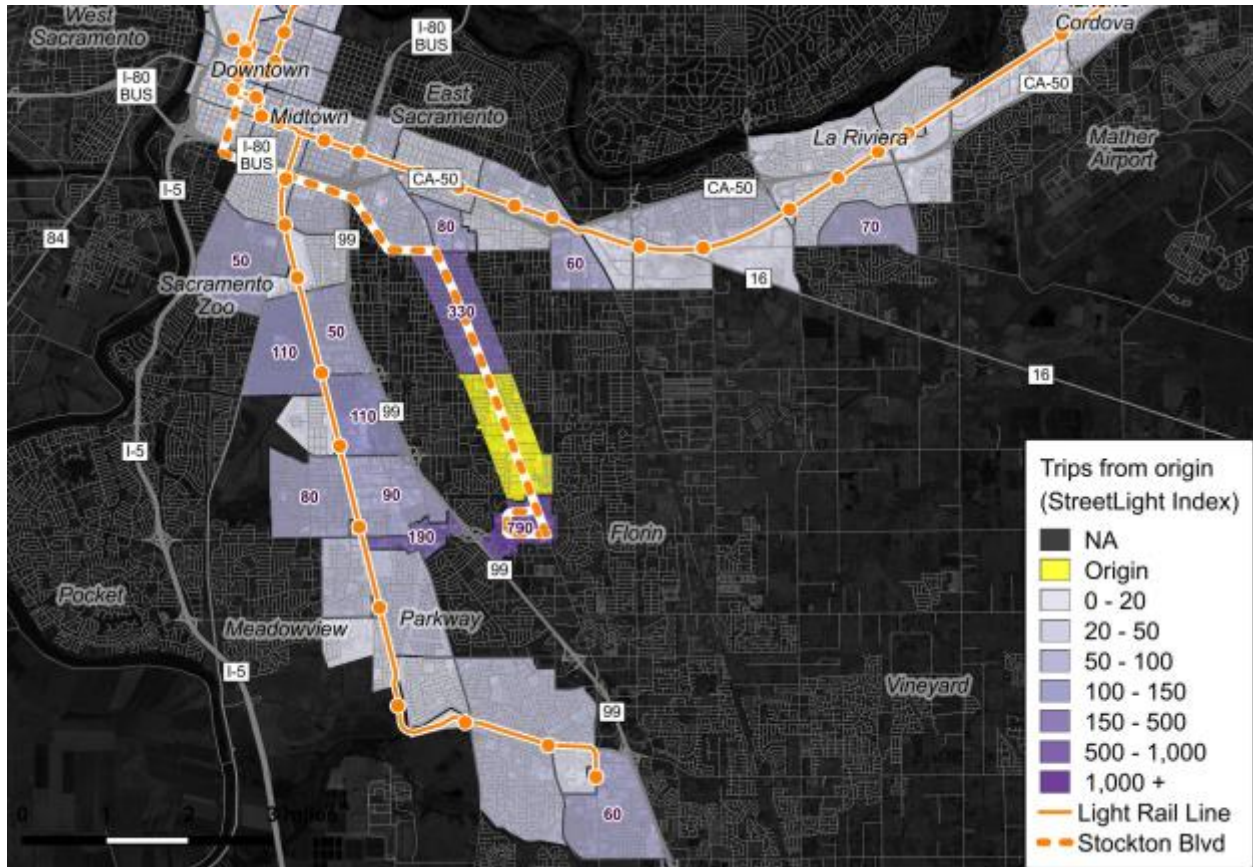 West
Sacramento
I-80
BUS
Cordova
Downtown
I-80
BUS
East
Sacramento
CA-50
Midtown
La Riviera
Mather
Airport
I-80
BUS
CA-50
CA-50
I-5
84
99
80
70
50
60
16
Sacramento
Zoo
330
50
110
16
110
99
I-5
80
90
190
790
Florin
99
Pocket
Meadowview
Parkway
I-5
Vineyard
99
60
0
1
2
3 miles
Trips from origin
(StreetLight Index)
NA
Origin
0 - 20
20 - 50
50 - 100
100 - 150
150 - 500
500 - 1,000
1,000 +
Light Rail Line
Stockton Blvd